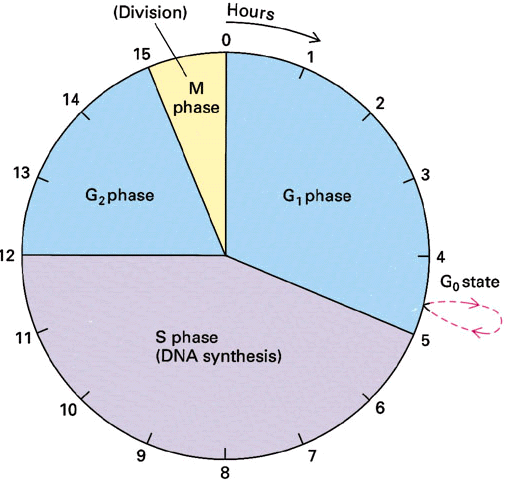 (Division)
Hours
0
1
2
3
4
5
6
7
8
9
10
11
12
13
14
15
M
phase
G₁ phase
G₂ phase
G₀ state
S phase
(DNA synthesis)